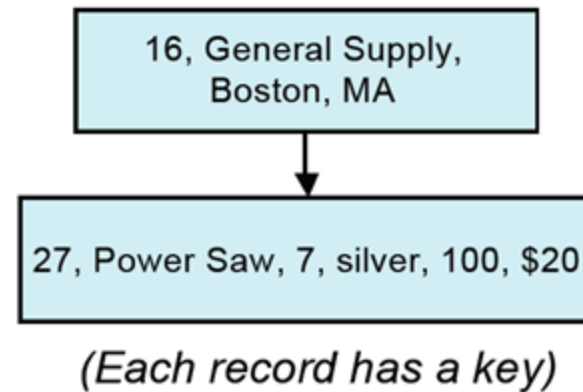 16, General Supply,
Boston, MA
27, Power Saw, 7, silver, 100, $20
(Each record has a key)